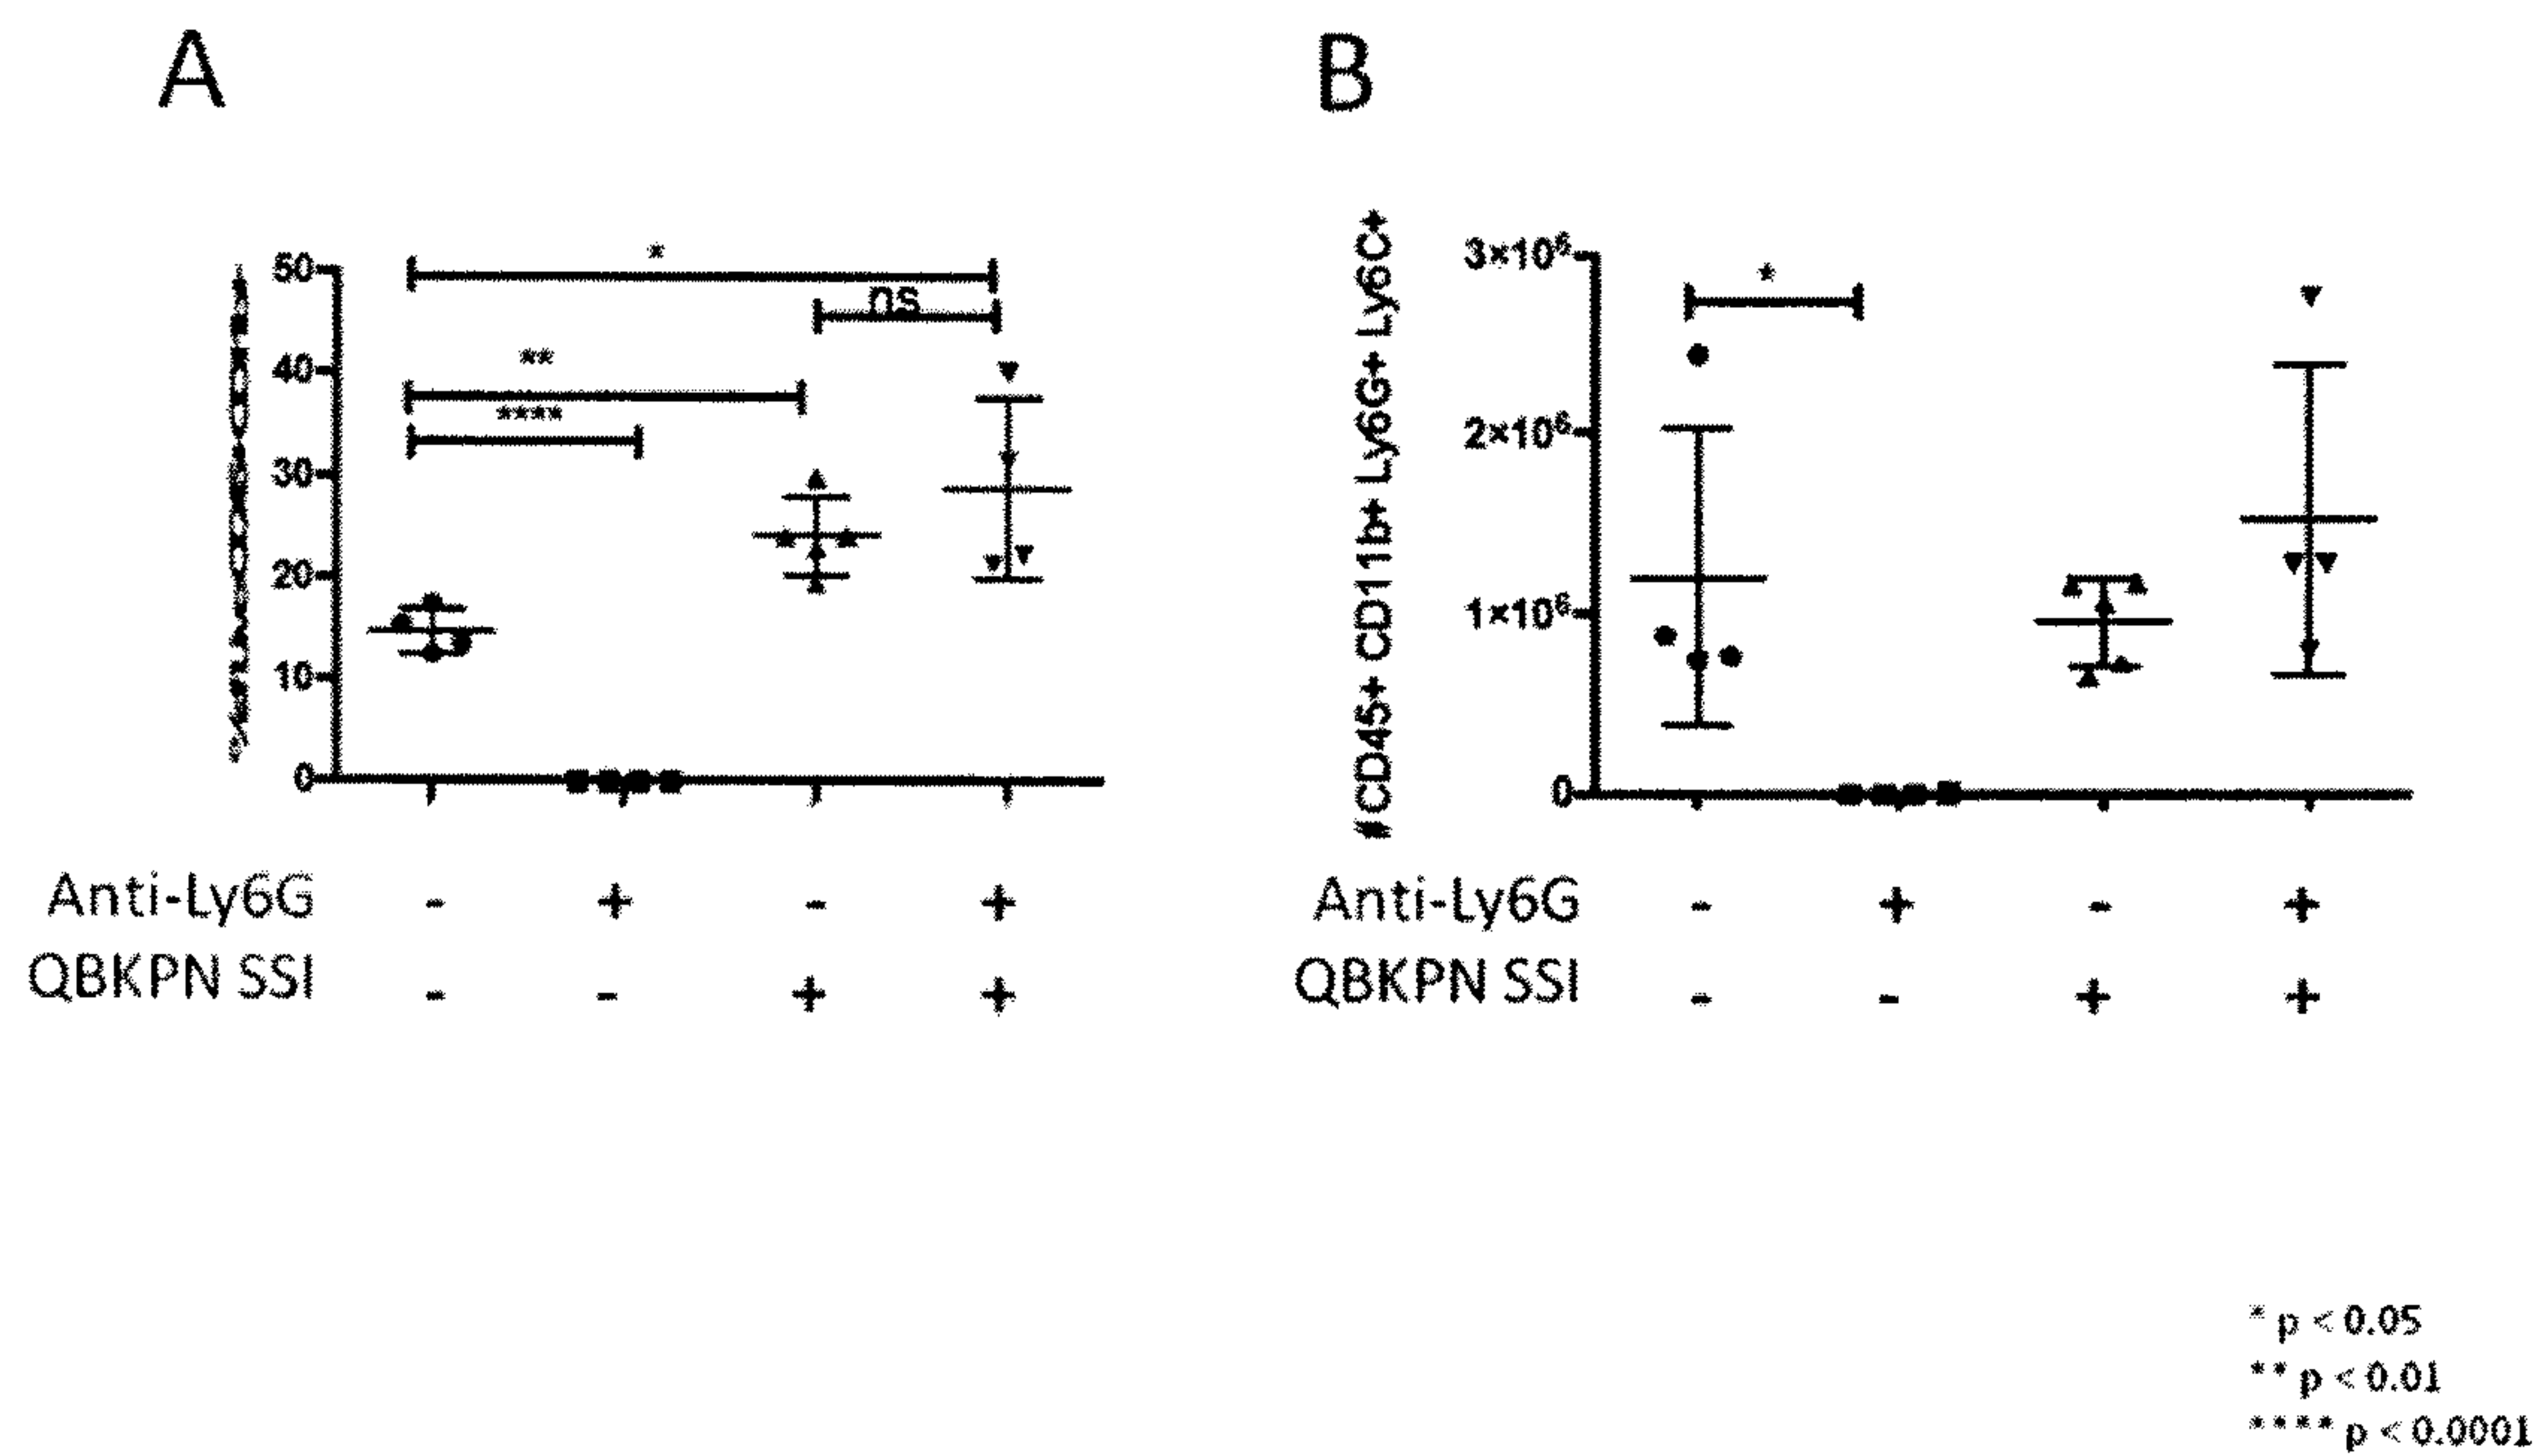 A
50
40
30
20
10
0
*
ns
**
****
Anti-Ly6G - + - +
QBKPN SSI - - + +
B
#CD45+ CD11b+ Ly6G+ Ly6C+
3×10⁶
2×10⁶
1×10⁶
0
*
Anti-Ly6G - + - +
QBKPN SSI - - + +
* p < 0.05
** p < 0.01
**** p < 0.0001